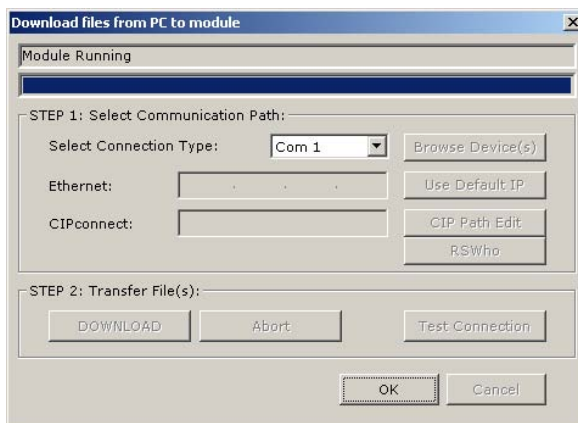 Download files from PC to module
Module Running
STEP 1: Select Communication Path:
Select Connection Type: Com 1 Browse Device(s)
Ethernet: . . . Use Default IP
CIPconnect: CIP Path Edit
RSWho
STEP 2: Transfer File(s):
DOWNLOAD Abort Test Connection
OK Cancel